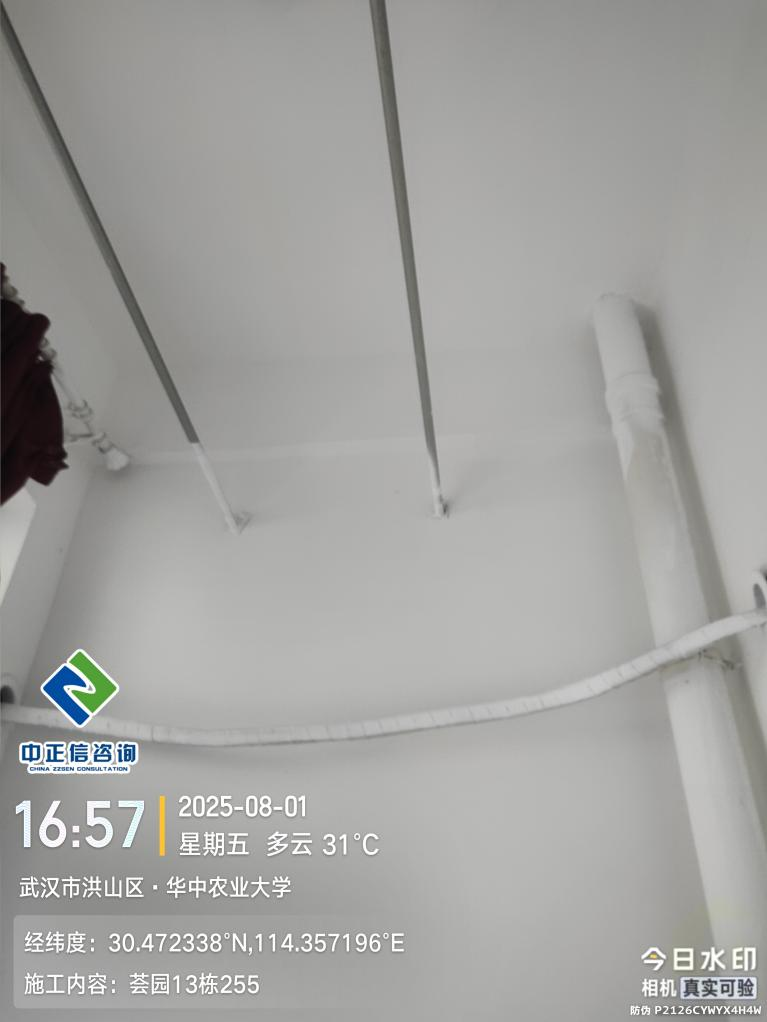 中正信咨询
CHINA ZZSEN CONSULTATION
16:57
2025-08-01
星期五 多云 31℃
武汉市洪山区·华中农业大学
经纬度：30.472338°N,114.357196°E
施工内容：荟园13栋255
今日水印
相机 真实可验
防伪 P2126CYWYX4H4W